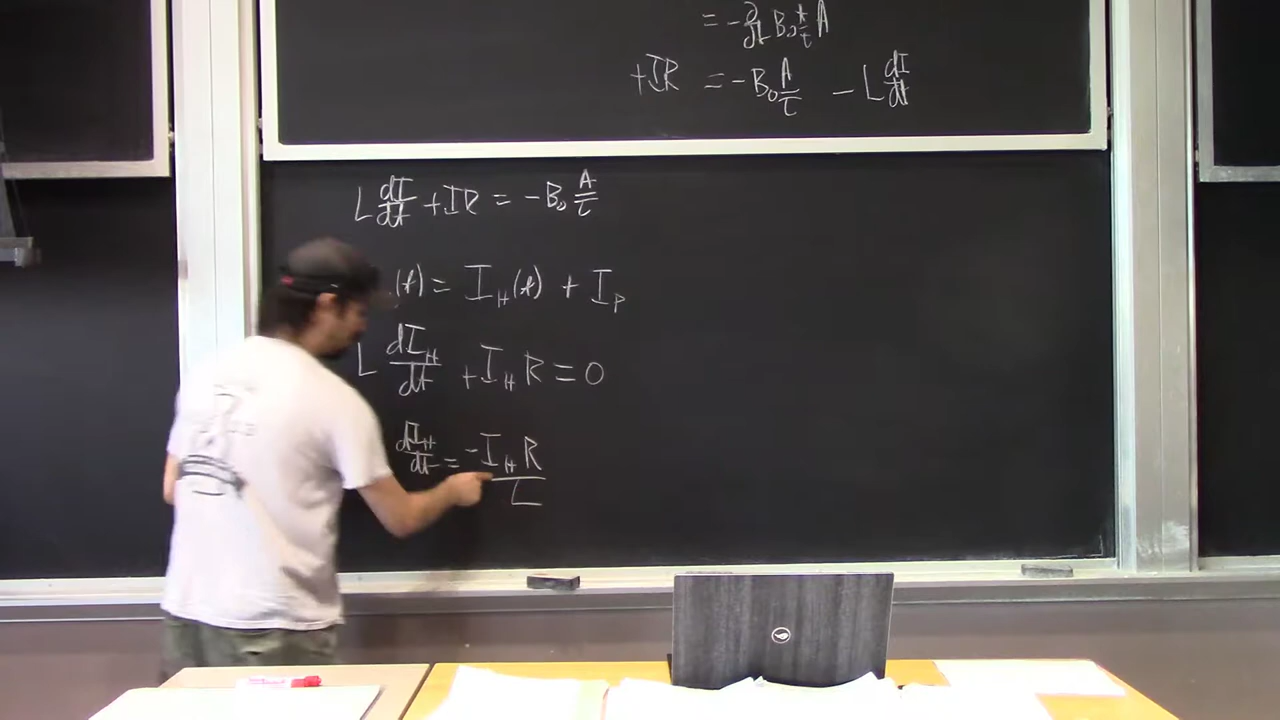 = -∂/∂t B₀ t/τ A
+IR = -B₀ A/τ - L dI/dt
L dI/dt + IR = -B₀ A/τ
(t) = I_H(t) + I_P
L dI_H/dt + I_H R = 0
dI_H/dt = -I_H R/L